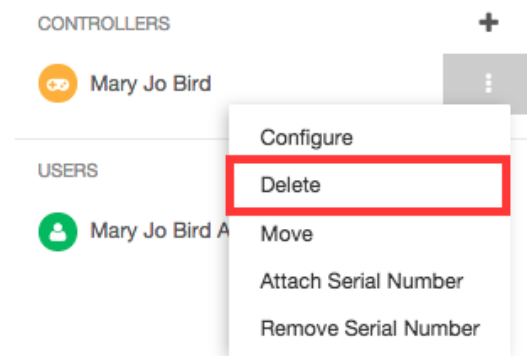 CONTROLLERS +
Mary Jo Bird
Configure
USERS
Delete
Mary Jo Bird A
Move
Attach Serial Number
Remove Serial Number